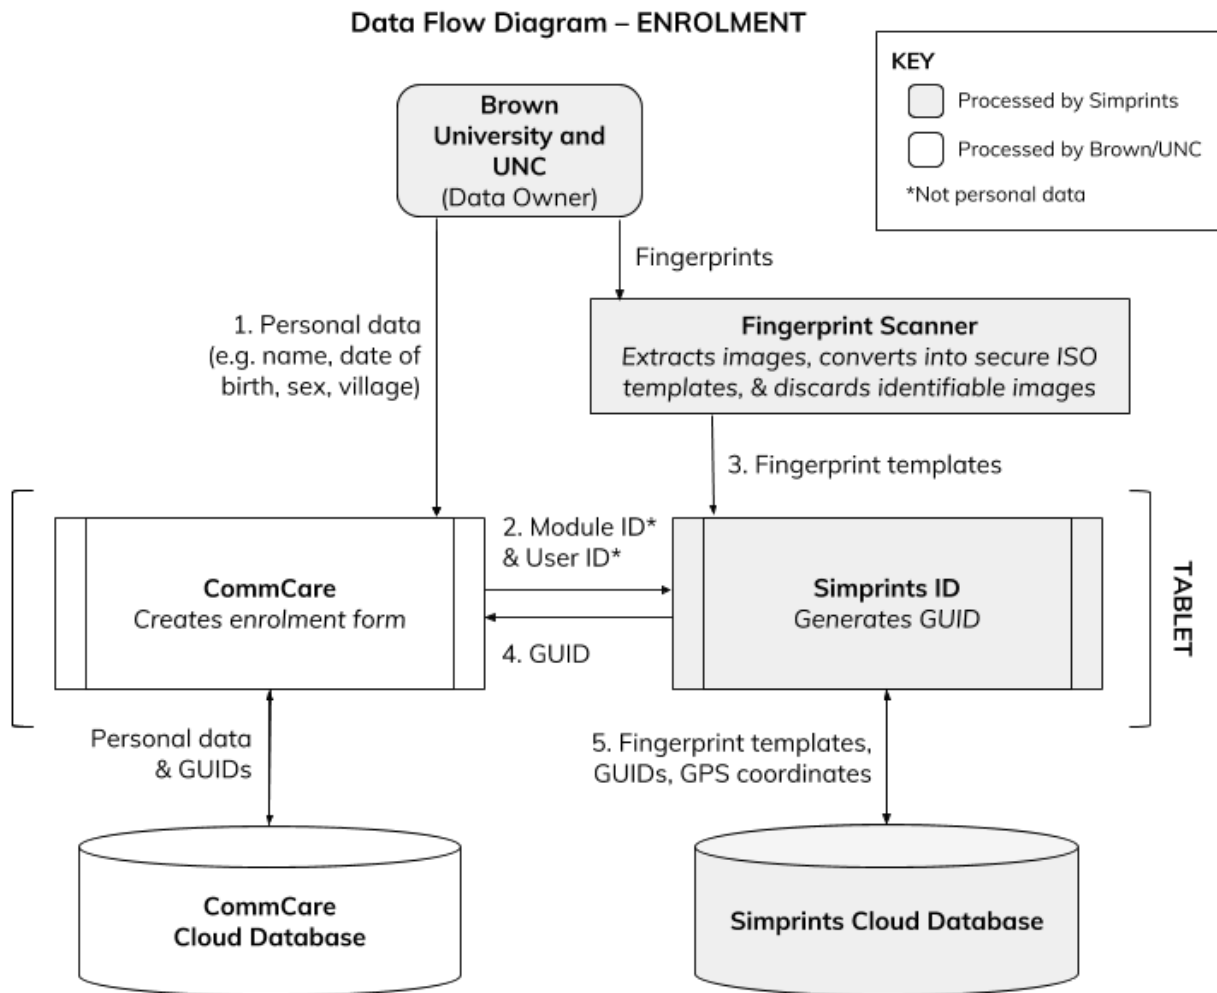 Data Flow Diagram – ENROLMENT
KEY
Processed by Simprints
Processed by Brown/UNC
*Not personal data
Brown
University and
UNC
(Data Owner)
Fingerprints
1. Personal data
(e.g. name, date of
birth, sex, village)
Fingerprint Scanner
Extracts images, converts into secure ISO
templates, & discards identifiable images
3. Fingerprint templates
CommCare
Creates enrolment form
2. Module ID*
& User ID*
4. GUID
Simprints ID
Generates GUID
TABLET
Personal data
& GUIDs
5. Fingerprint templates,
GUIDs, GPS coordinates
CommCare
Cloud Database
Simprints Cloud Database